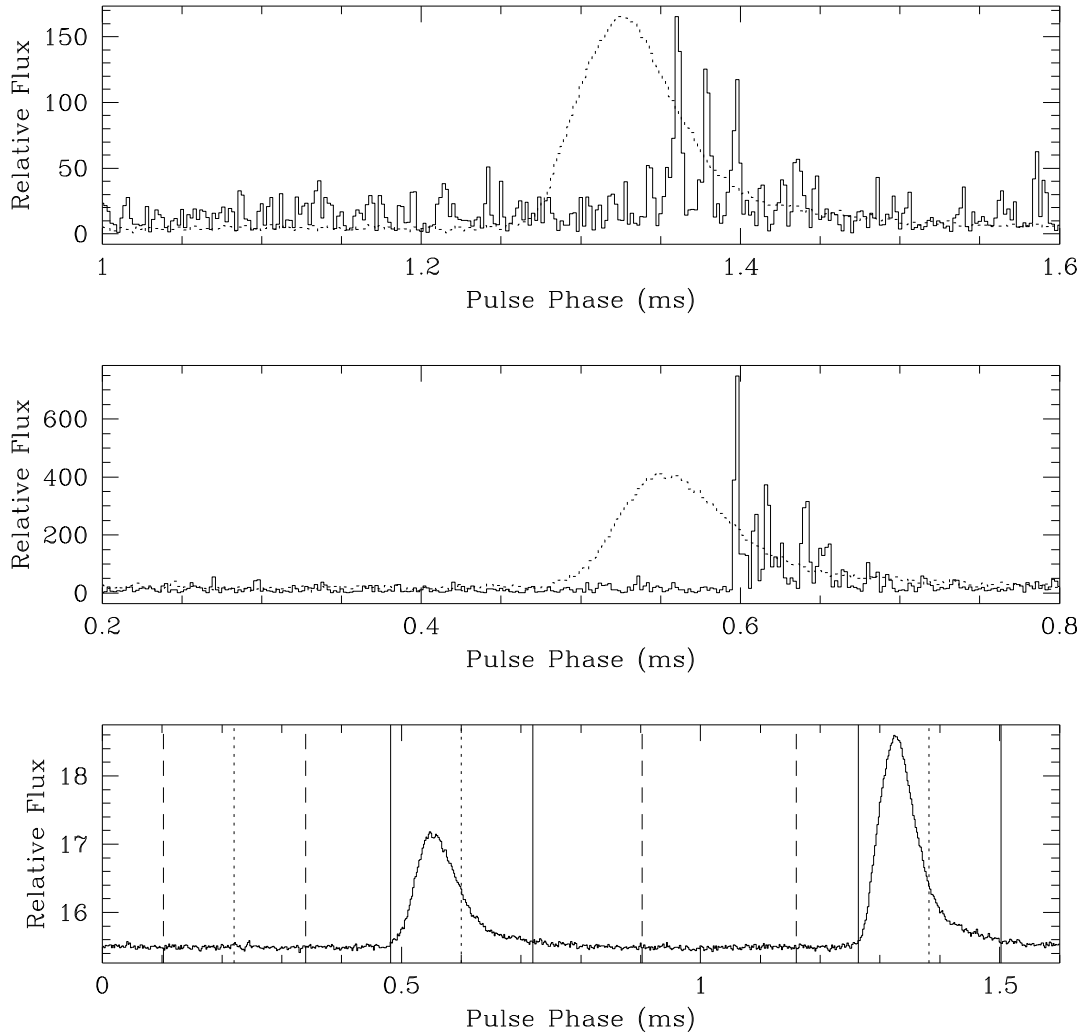 150
100
50
0
Relative Flux
1 1.2 1.4 1.6
Pulse Phase (ms)
600
400
200
0
Relative Flux
0.2 0.4 0.6 0.8
Pulse Phase (ms)
18
17
16
Relative Flux
0 0.5 1 1.5
Pulse Phase (ms)